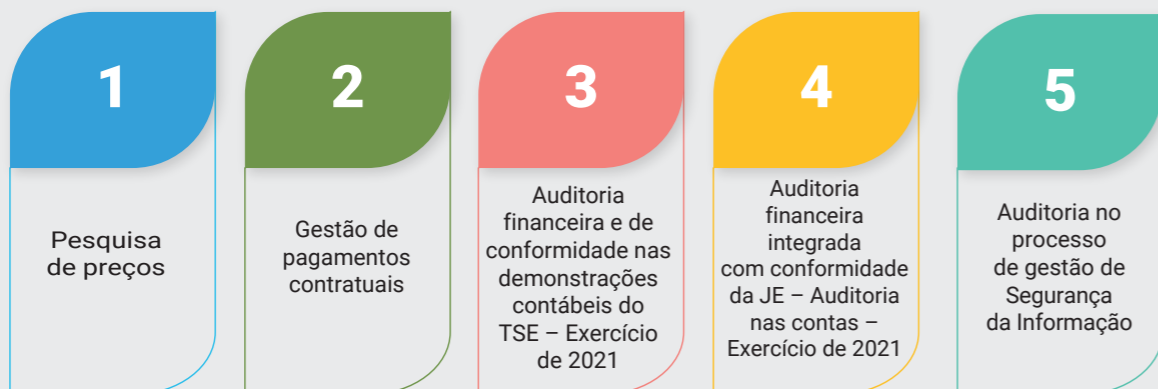 1
Pesquisa
de preços
2
Gestão de
pagamentos
contratuais
3
Auditoria
financeira e de
conformidade nas
demonstrações
contábeis do
TSE – Exercício
de 2021
4
Auditoria
financeira
integrada
com conformidade
da JE – Auditoria
nas contas –
Exercício de 2021
5
Auditoria no
processo
de gestão de
Segurança
da Informação